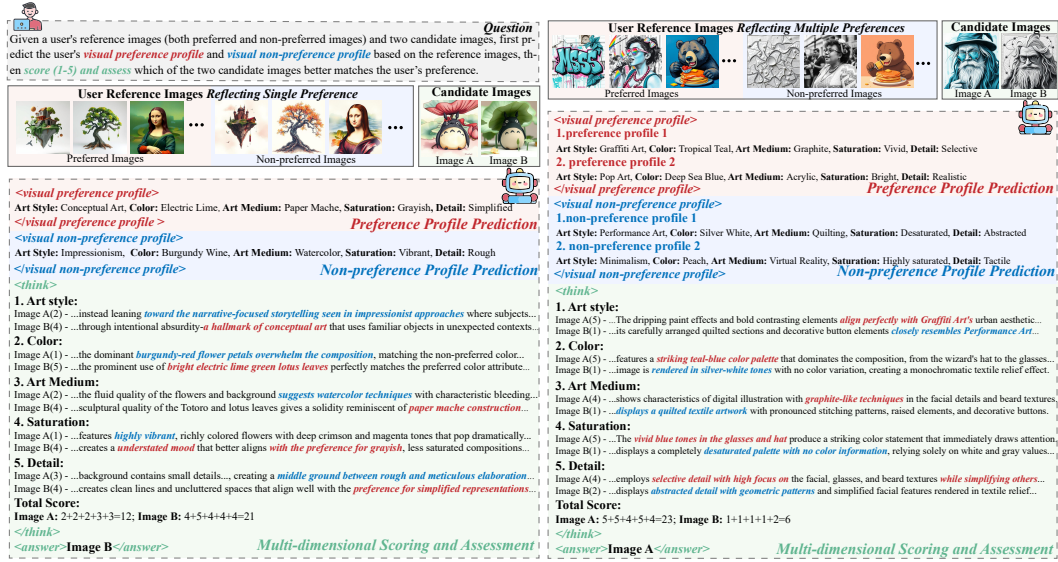 Question
Given a user's reference images (both preferred and non-preferred images) and two candidate images, first pr-
edict the user's visual preference profile and visual non-preference profile based on the reference images, th-
en score (1-5) and assess which of the two candidate images better matches the user's preference.
User Reference Images Reflecting Single Preference
Candidate Images
...
...
Preferred Images
Non-preferred Images
Image A
Image B
<visual preference profile>
Art Style: Conceptual Art, Color: Electric Lime, Art Medium: Paper Mache, Saturation: Grayish, Detail: Simplified
</visual preference profile >
Preference Profile Prediction
<visual non-preference profile>
Art Style: Impressionism, Color: Burgundy Wine, Art Medium: Watercolor, Saturation: Vibrant, Detail: Rough
</visual non-preference profile>
Non-preference Profile Prediction
<think>
1. Art style:
Image A(2) - ...instead leaning toward the narrative-focused storytelling seen in impressionist approaches where subjects...
Image B(4) - ...through intentional absurdity-a hallmark of conceptual art that uses familiar objects in unexpected contexts...
2. Color:
Image A(1) - ...the dominant burgundy-red flower petals overwhelm the composition, matching the non-preferred color...
Image B(5) - ...the prominent use of bright electric lime green lotus leaves perfectly matches the preferred color attribute...
3. Art Medium:
Image A(2) - ...the fluid quality of the flowers and background suggests watercolor techniques with characteristic bleeding...
Image B(4) - ...sculptural quality of the Totoro and lotus leaves gives a solidity reminiscent of paper mache construction...
4. Saturation:
Image A(1) - ...features highly vibrant, richly colored flowers with deep crimson and magenta tones that pop dramatically...
Image B(4) - ...creates a understated mood that better aligns with the preference for grayish, less saturated compositions...
5. Detail:
Image A(3) - ...background contains small details..., creating a middle ground between rough and meticulous elaboration...
Image B(4) - ...creates clean lines and uncluttered spaces that align well with the preference for simplified representations...
Total Score:
Image A: 2+2+2+3+3=12; Image B: 4+5+4+4+4=21
</think>
<answer>Image B</answer>
Multi-dimensional Scoring and Assessment
User Reference Images Reflecting Multiple Preferences
Candidate Images
NESS
...
...
Preferred Images
Non-preferred Images
Image A
Image B
<visual preference profile>
1.preference profile 1
Art Style: Graffiti Art, Color: Tropical Teal, Art Medium: Graphite, Saturation: Vivid, Detail: Selective
2. preference profile 2
Art Style: Pop Art, Color: Deep Sea Blue, Art Medium: Acrylic, Saturation: Bright, Detail: Realistic
</visual preference profile>
Preference Profile Prediction
<visual non-preference profile>
1.non-preference profile 1
Art Style: Performance Art, Color: Silver White, Art Medium: Quilting, Saturation: Desaturated, Detail: Abstracted
2. non-preference profile 2
Art Style: Minimalism, Color: Peach, Art Medium: Virtual Reality, Saturation: Highly saturated, Detail: Tactile
</visual non-preference profile>
Non-preference Profile Prediction
<think>
1. Art style:
Image A(5) - ...The dripping paint effects and bold contrasting elements align perfectly with Graffiti Art's urban aesthetic...
Image B(1) - ...its carefully arranged quilted sections and decorative button elements closely resembles Performance Art...
2. Color:
Image A(5) - ...features a striking teal-blue color palette that dominates the composition, from the wizard's hat to the glasses...
Image B(1) - ...image is rendered in silver-white tones with no color variation, creating a monochromatic textile relief effect.
3. Art Medium:
Image A(4) - ...shows characteristics of digital illustration with graphite-like techniques in the facial details and beard textures,
Image B(1) - ...displays a quilted textile artwork with pronounced stitching patterns, raised elements, and decorative buttons.
4. Saturation:
Image A(5) - ...The vivid blue tones in the glasses and hat produce a striking color statement that immediately draws attention.
Image B(1) - ...displays a completely desaturated palette with no color information, relying solely on white and gray values...
5. Detail:
Image A(4) - ...employs selective detail with high focus on the facial, glasses, and beard textures while simplifying others...
Image B(2) - ...displays abstracted detail with geometric patterns and simplified facial features rendered in textile relief...
Total Score:
Image A: 5+5+4+5+4=23; Image B: 1+1+1+1+2=6
</think>
<answer>Image A</answer>
Multi-dimensional Scoring and Assessment